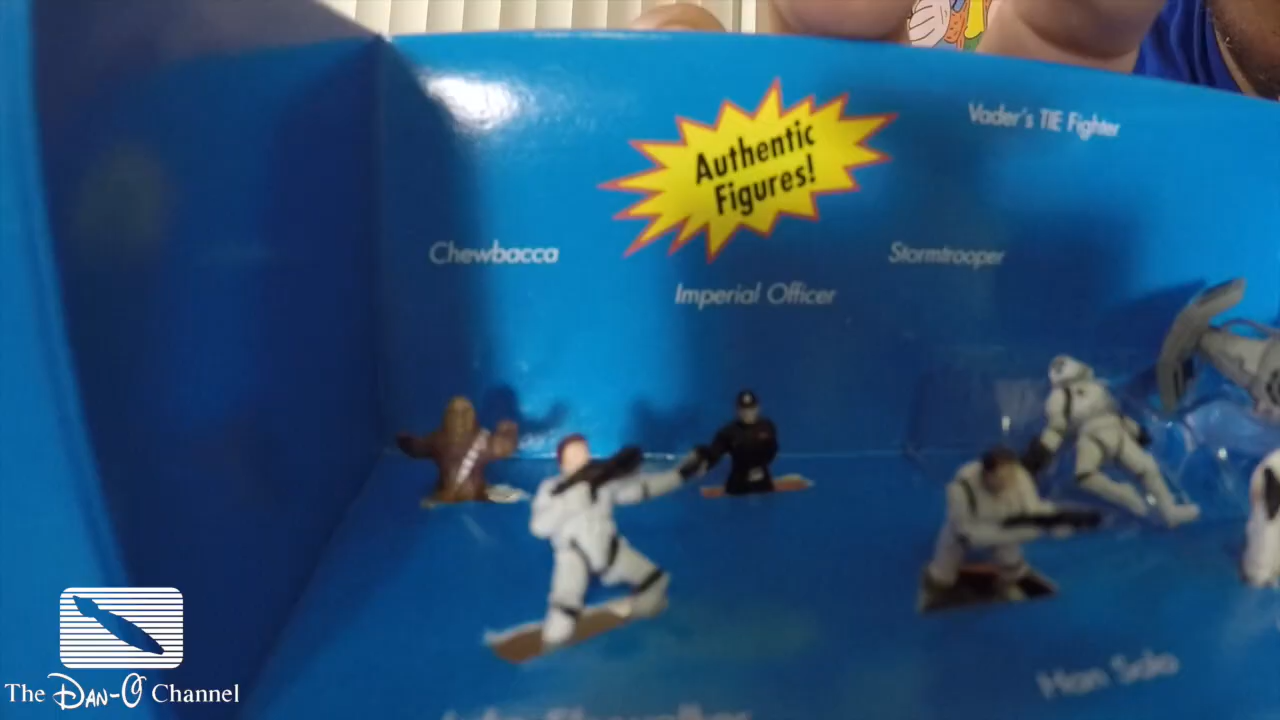 Vader's TIE Fighter
Authentic
Figures!
Chewbacca
Stormtrooper
Imperial Officer
Han Solo
The DAN-O Channel